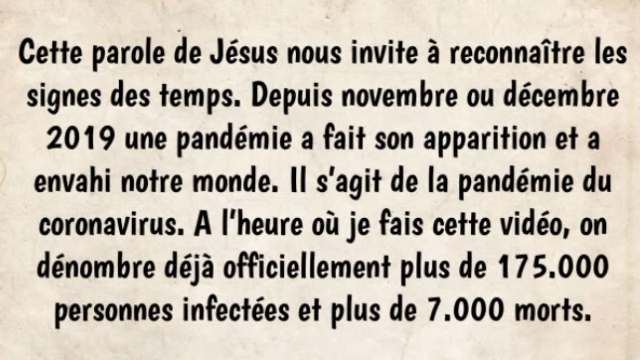 Cette parole de Jésus nous invite à reconnaître les
signes des temps. Depuis novembre ou décembre
2019 une pandémie a fait son apparition et a
envahi notre monde. Il s'agit de la pandémie du
coronavirus. A l'heure où je fais cette vidéo, on
dénombre déjà officiellement plus de 175.000
personnes infectées et plus de 7.000 morts.